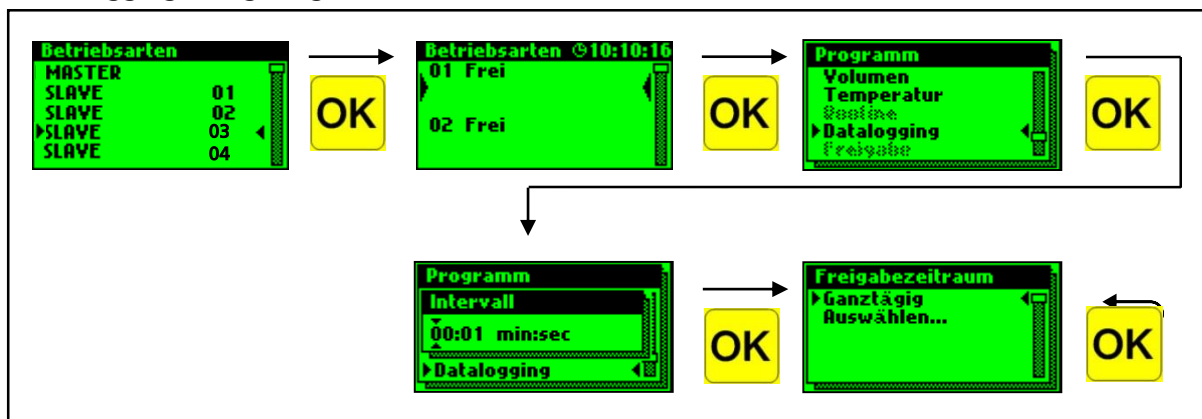 Betriebsarten
MASTER
SLAVE 01
SLAVE 02
SLAVE 03
SLAVE 04
OK
Betriebsarten 10:10:16
01 Frei
02 Frei
OK
Programm
Volumen
Temperatur
Datalogging
Freigabe
OK
Programm
Intervall
00:01 min:sec
Datalogging
OK
Freigabezeitraum
Ganztägig
Auswählen...
OK